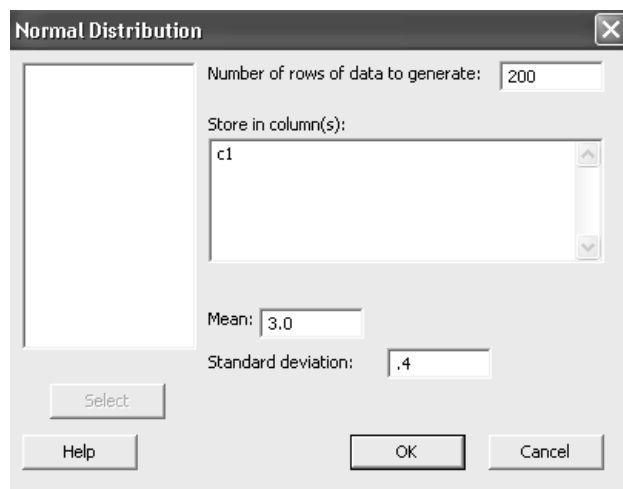 Normal Distribution
Number of rows of data to generate: 200
Store in column(s):
c1
Mean: 3.0
Standard deviation: .4
Select
Help OK Cancel